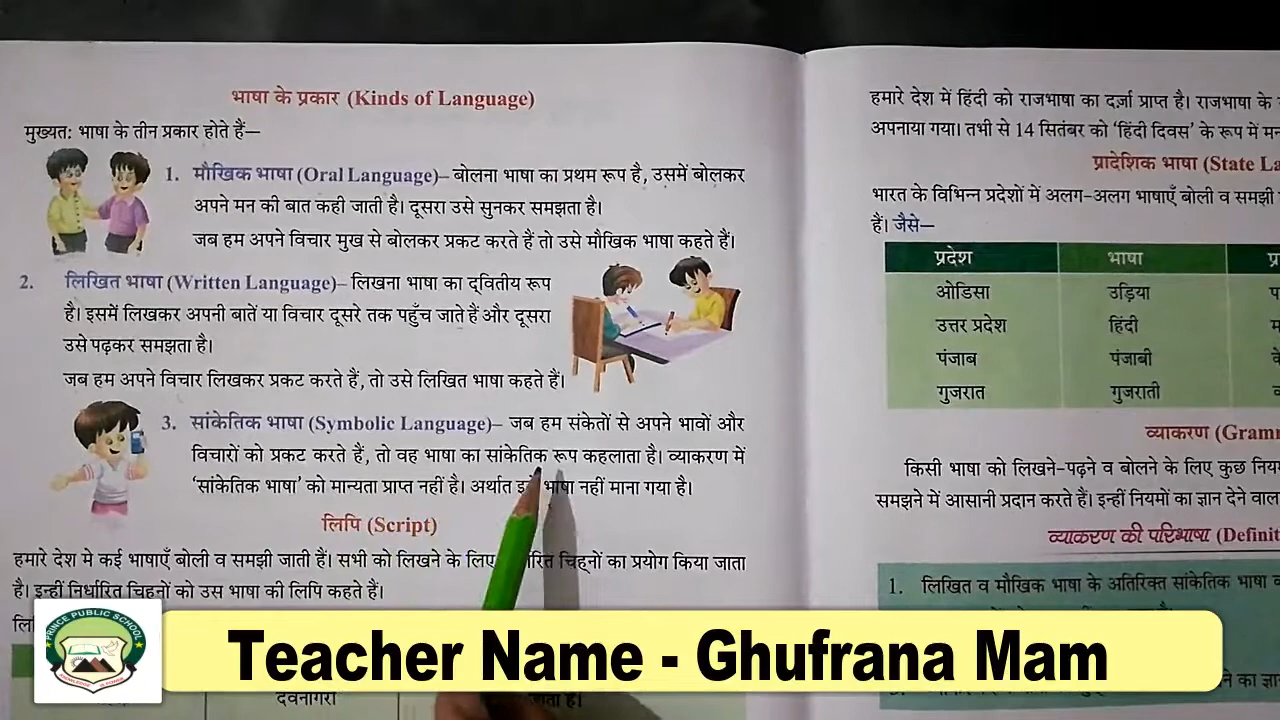 भाषा के प्रकार (Kinds of Language)
मुख्यत: भाषा के तीन प्रकार होते हैं—
1. मौखिक भाषा (Oral Language)– बोलना भाषा का प्रथम रूप है, उसमें बोलकर
अपने मन की बात कही जाती है। दूसरा उसे सुनकर समझता है।
जब हम अपने विचार मुख से बोलकर प्रकट करते हैं तो उसे मौखिक भाषा कहते हैं।
2. लिखित भाषा (Written Language)– लिखना भाषा का द्वितीय रूप
है। इसमें लिखकर अपनी बातें या विचार दूसरे तक पहुँच जाते हैं और दूसरा
उसे पढ़कर समझता है।
जब हम अपने विचार लिखकर प्रकट करते हैं, तो उसे लिखित भाषा कहते हैं।
3. सांकेतिक भाषा (Symbolic Language)– जब हम संकेतों से अपने भावों और
विचारों को प्रकट करते हैं, तो वह भाषा का सांकेतिक रूप कहलाता है। व्याकरण में
'सांकेतिक भाषा' को मान्यता प्राप्त नहीं है। अर्थात भाषा नहीं माना गया है।
लिपि (Script)
हमारे देश मे कई भाषाएँ बोली व समझी जाती हैं। सभी को लिखने के लिए चिह्नों का प्रयोग किया जाता
है। इन्हीं निर्धारित चिह्नों को उस भाषा की लिपि कहते हैं।
देवनागरी
हमारे देश में हिंदी को राजभाषा का दर्ज़ा प्राप्त है। राजभाषा के
अपनाया गया। तभी से 14 सितंबर को 'हिंदी दिवस' के रूप में
प्रादेशिक भाषा (State
भारत के विभिन्न प्रदेशों में अलग-अलग भाषाएँ बोली व समझी
हैं। जैसे—
प्रदेश भाषा
ओडिसा उड़िया
उत्तर प्रदेश हिंदी
पंजाब पंजाबी
गुजरात गुजराती
व्याकरण
किसी भाषा को लिखने-पढ़ने व बोलने के लिए कुछ
समझने में आसानी प्रदान करते हैं। इन्हीं नियमों का ज्ञान देने
व्याकरण की परिभाषा
1. लिखित व मौखिक भाषा के अतिरिक्त सांकेतिक भाषा
PRINCE PUBLIC SCHOOL
Teacher Name - Ghufrana Mam